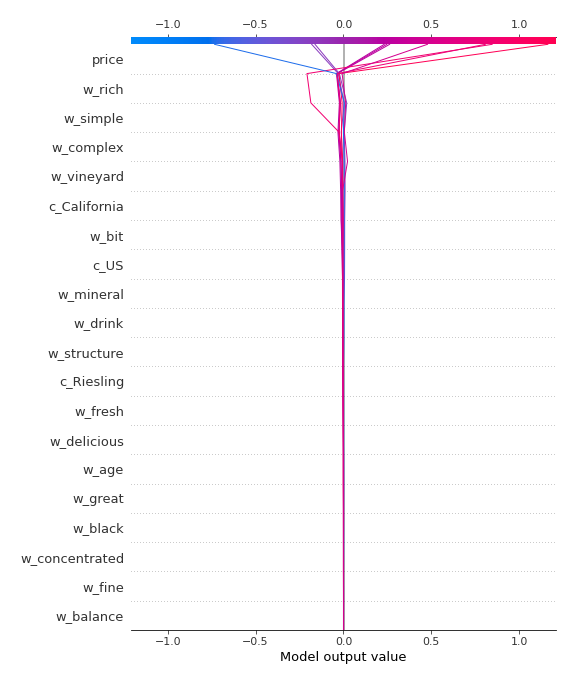 −1.0 −0.5 0.0 0.5 1.0
price
w_rich
w_simple
w_complex
w_vineyard
c_California
w_bit
c_US
w_mineral
w_drink
w_structure
c_Riesling
w_fresh
w_delicious
w_age
w_great
w_black
w_concentrated
w_fine
w_balance
−1.0 −0.5 0.0 0.5 1.0
Model output value